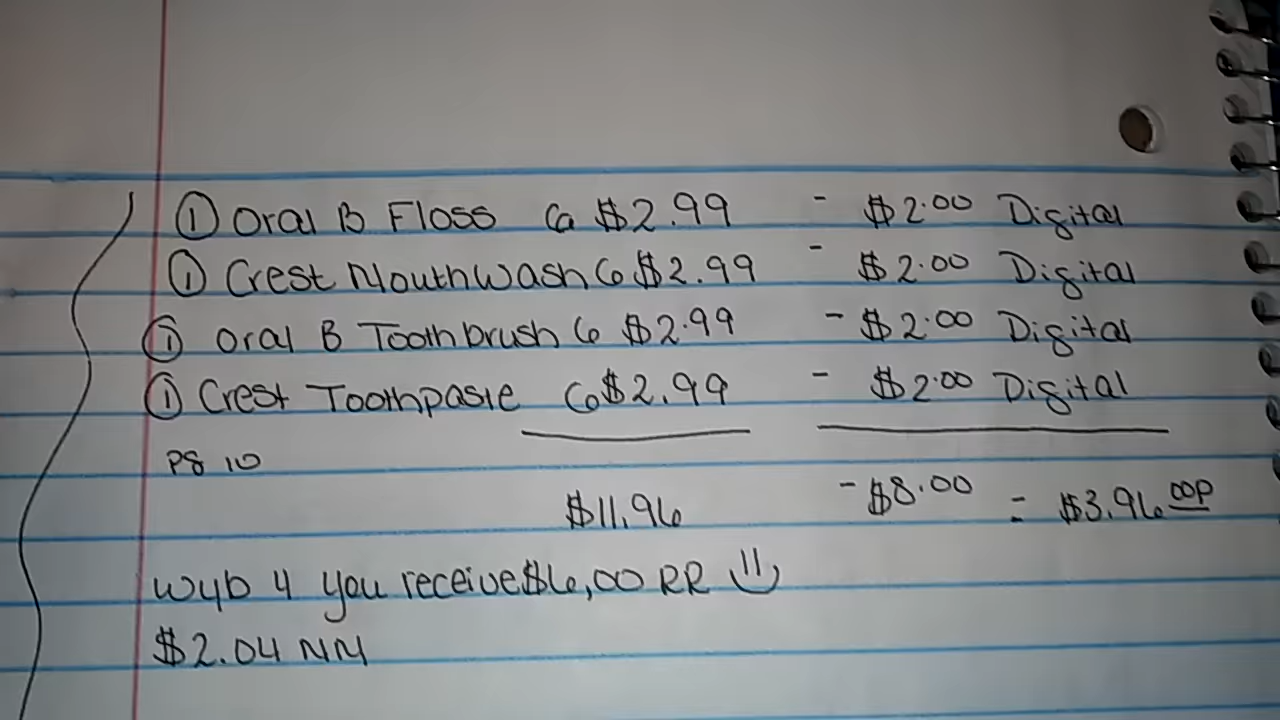 ① Oral B Floss @ $2.99 - $2.00 Digital
① Crest Mouthwash @ $2.99 - $2.00 Digital
① Oral B Toothbrush @ $2.99 - $2.00 Digital
① Crest Toothpaste @ $2.99 - $2.00 Digital
PG 10
$11.96 - $8.00 = $3.96 OOP
wyb 4 you receive $6.00 RR
$2.04 MM